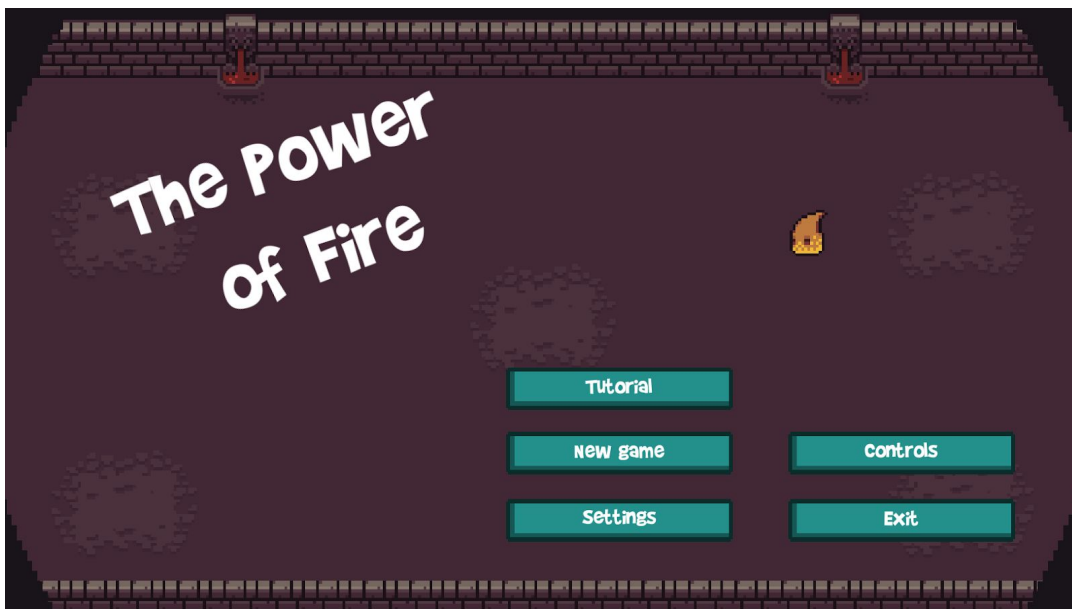 The Power
of Fire
Tutorial
New game
Controls
Settings
Exit